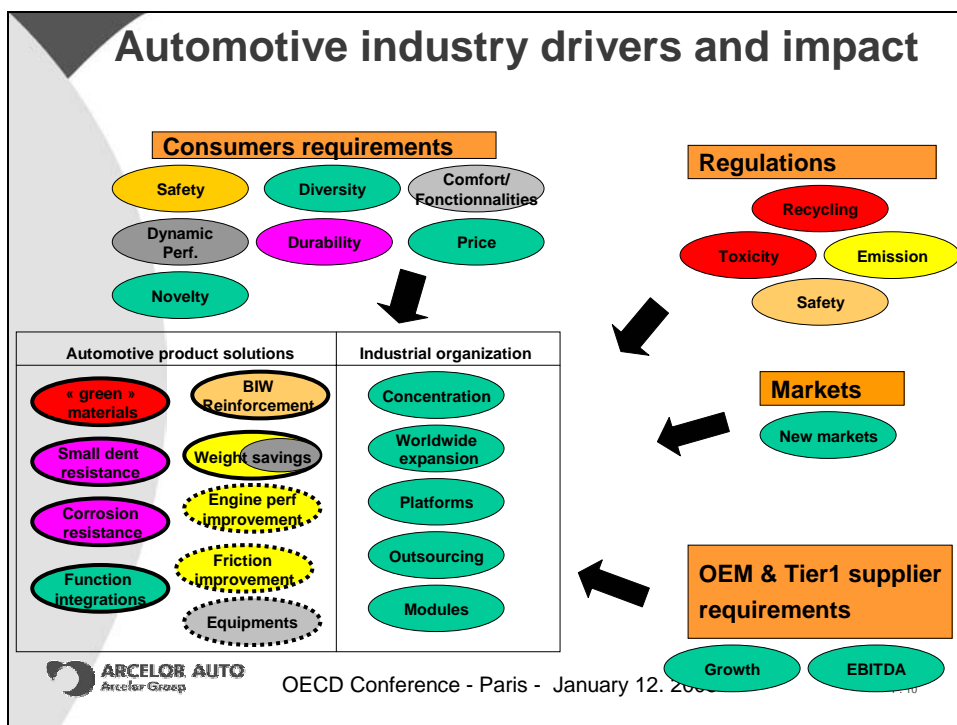 Automotive industry drivers and impact
Consumers requirements
Safety
Diversity
Comfort/
Fonctionnalities
Dynamic
Perf.
Durability
Price
Novelty
Regulations
Recycling
Toxicity
Emission
Safety
Automotive product solutions
Industrial organization
« green »
materials
BIW
Reinforcement
Small dent
resistance
Weight savings
Corrosion
resistance
Engine perf
improvement
Function
integrations
Friction
improvement
Equipments
Concentration
Worldwide
expansion
Platforms
Outsourcing
Modules
Markets
New markets
OEM & Tier1 supplier
requirements
Growth
EBITDA
ARCELOR AUTO
Arcelor Group
OECD Conference - Paris - January 12.